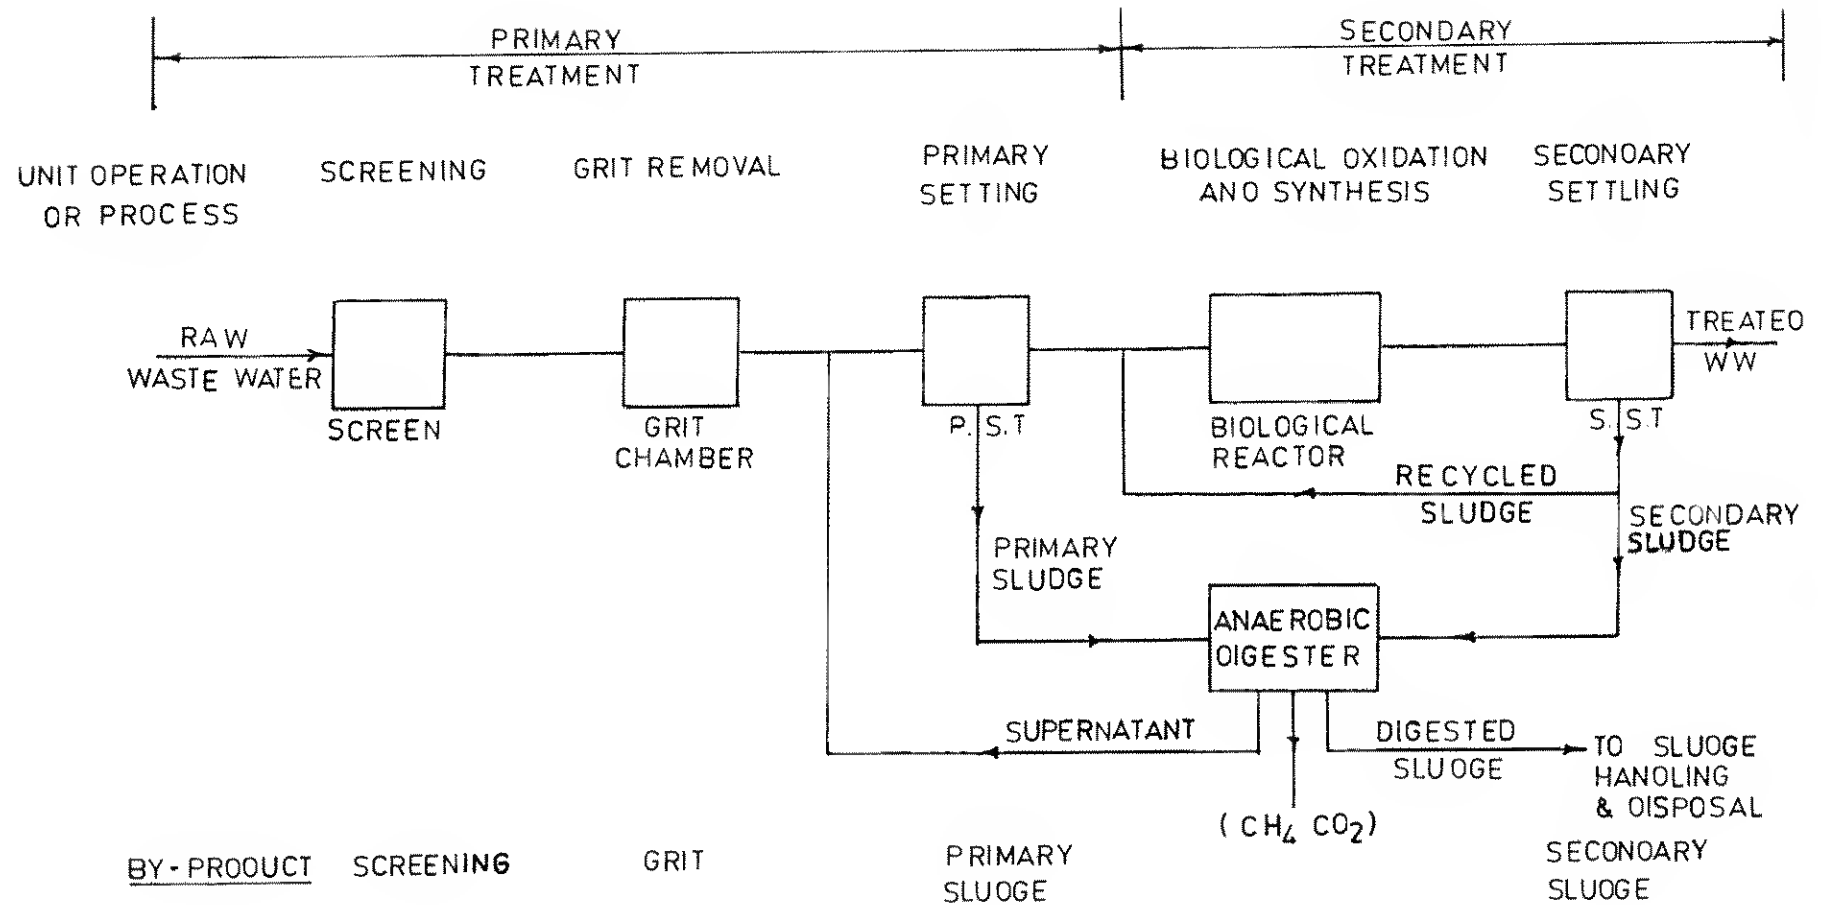 PRIMARY
TREATMENT
SECONDARY
TREATMENT
UNIT OPERATION
OR PROCESS
SCREENING
GRIT REMOVAL
PRIMARY
SETTING
BIOLOGICAL OXIDATION
ANO SYNTHESIS
SECONOARY
SETTLING
RAW
WASTE WATER
SCREEN
GRIT
CHAMBER
P. S.T
BIOLOGICAL
REACTOR
S. S.T
TREATEO
WW
RECYCLED
SLUDGE
SECONDARY
SLUDGE
PRIMARY
SLUDGE
ANAEROBIC
OIGESTER
SUPERNATANT
DIGESTED
SLUOGE
TO SLUOGE
HANOLING
& OISPOSAL
(CH₄ CO₂)
BY-PROOUCT
SCREENING
GRIT
PRIMARY
SLUOGE
SECONOARY
SLUOGE